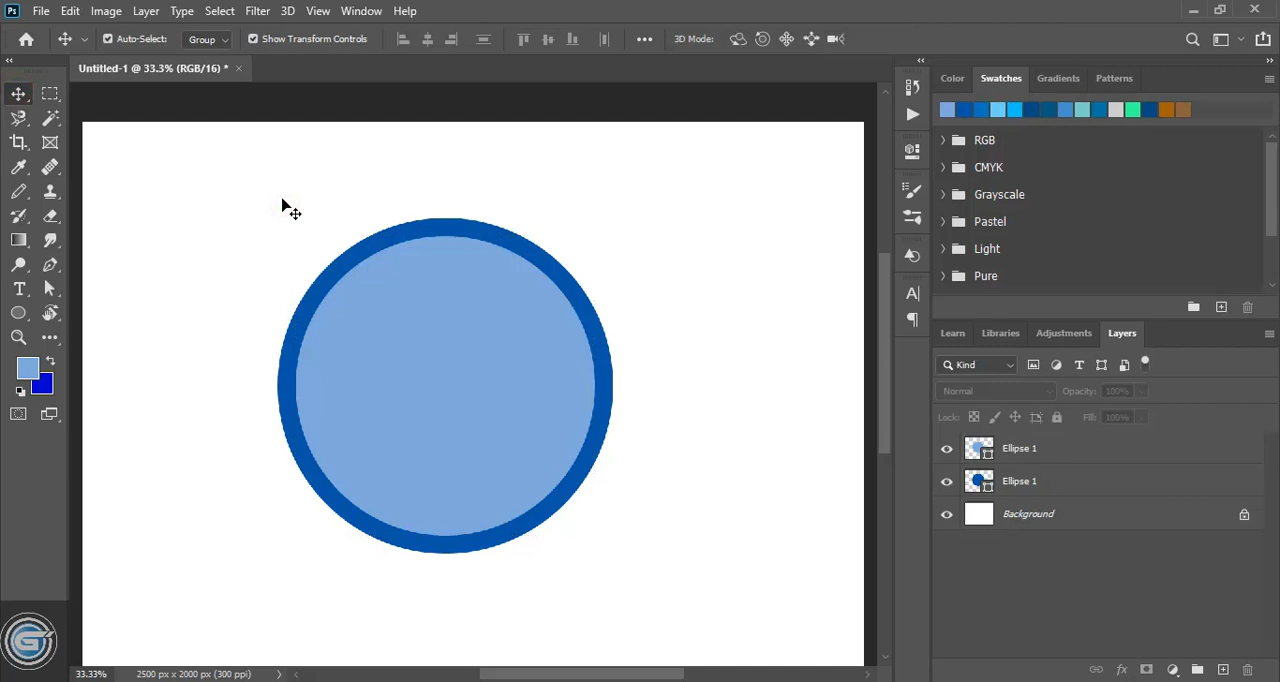 Ps File Edit Image Layer Type Select Filter 3D View Window Help
Auto-Select: Group Show Transform Controls 3D Mode:
Untitled-1 @ 33.3% (RGB/16) *
Color Swatches Gradients Patterns
RGB
CMYK
Grayscale
Pastel
Light
Pure
Learn Libraries Adjustments Layers
Kind
Normal Opacity: 100%
Lock: Fill: 100%
Ellipse 1
Ellipse 1
Background
33.33% 2500 px x 2000 px (300 ppi)